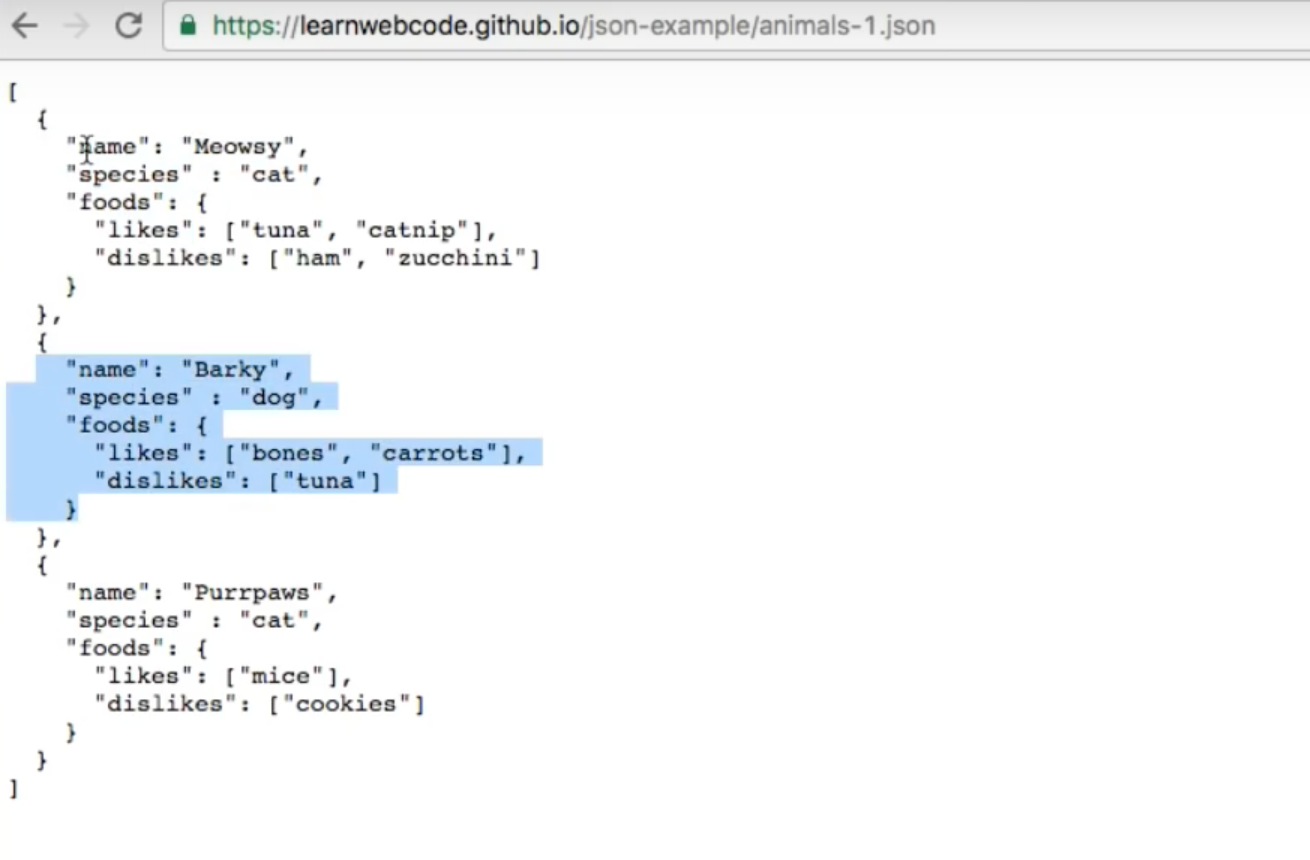 https://learnwebcode.github.io/json-example/animals-1.json
[
  {
    "name": "Meowsy",
    "species" : "cat",
    "foods": {
      "likes": ["tuna", "catnip"],
      "dislikes": ["ham", "zucchini"]
    }
  },
  {
    "name": "Barky",
    "species" : "dog",
    "foods": {
      "likes": ["bones", "carrots"],
      "dislikes": ["tuna"]
    }
  },
  {
    "name": "Purrpaws",
    "species" : "cat",
    "foods": {
      "likes": ["mice"],
      "dislikes": ["cookies"]
    }
  }
]